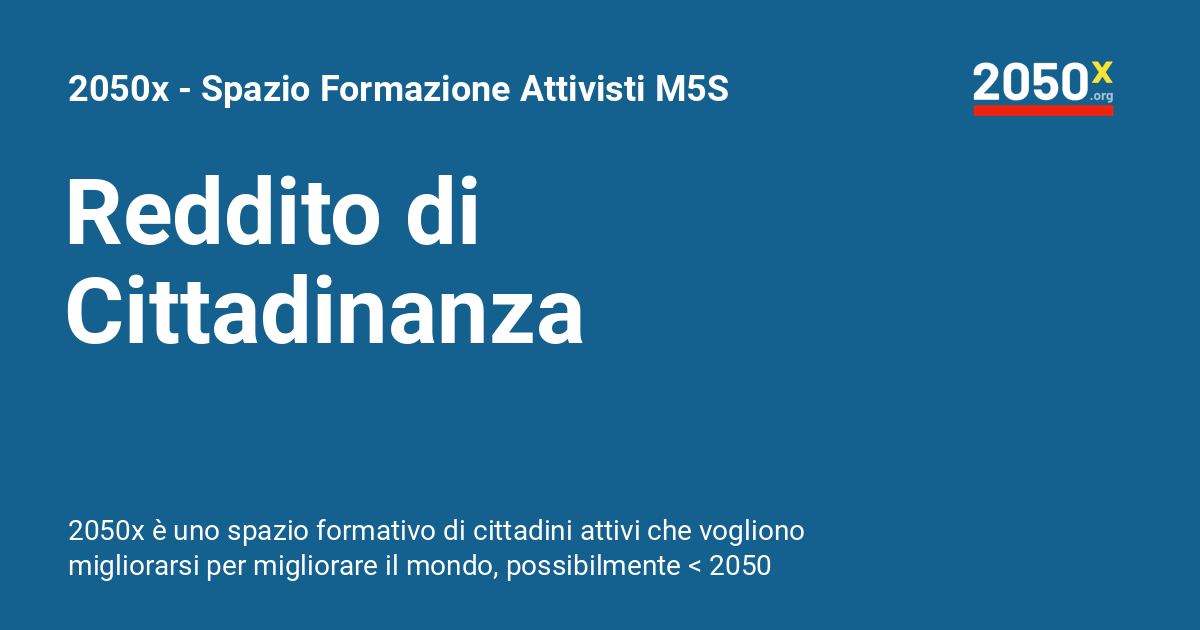 2050x - Spazio Formazione Attivisti M5S
2050x
.org
Reddito di
Cittadinanza
2050x è uno spazio formativo di cittadini attivi che vogliono
migliorarsi per migliorare il mondo, possibilmente < 2050